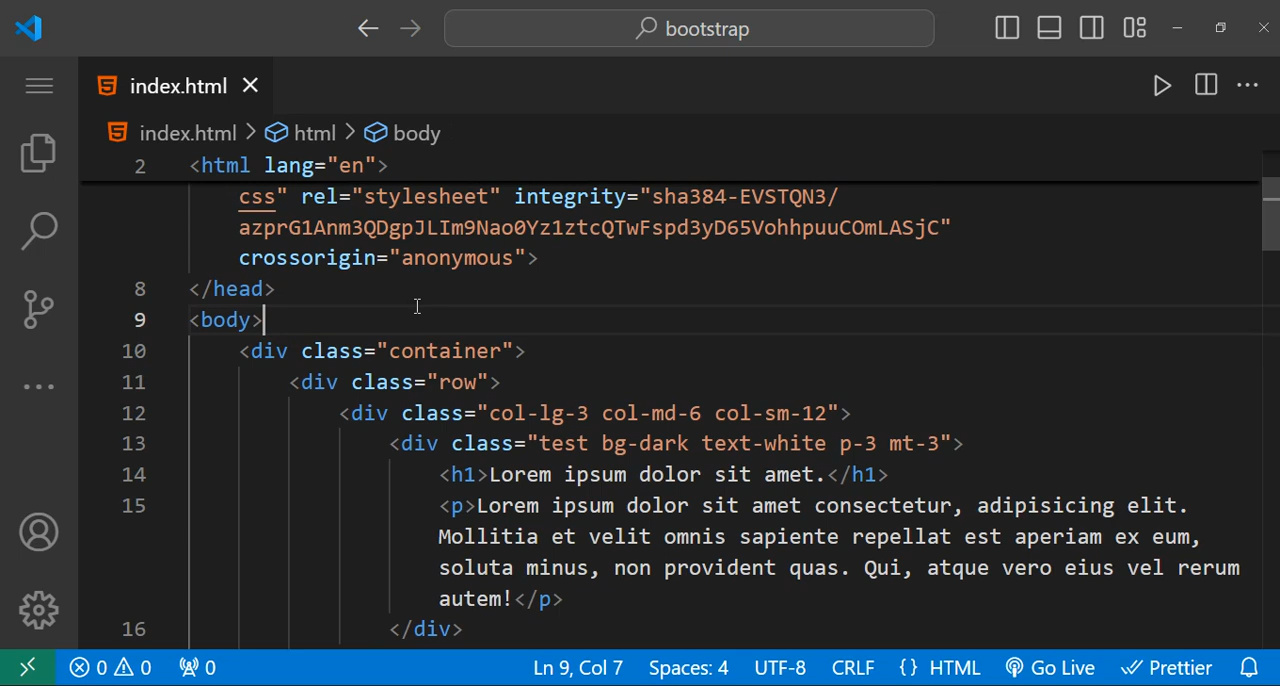 bootstrap
index.html
index.html > html > body
2 <html lang="en">
css" rel="stylesheet" integrity="sha384-EVSTQN3/
azprG1Anm3QDgpJLIm9Nao0Yz1ztcQTwFspd3yD65VohhpuuCOmLASjC"
crossorigin="anonymous">
8 </head>
9 <body>
10 <div class="container">
11 <div class="row">
12 <div class="col-lg-3 col-md-6 col-sm-12">
13 <div class="test bg-dark text-white p-3 mt-3">
14 <h1>Lorem ipsum dolor sit amet.</h1>
15 <p>Lorem ipsum dolor sit amet consectetur, adipisicing elit.
Mollitia et velit omnis sapiente repellat est aperiam ex eum,
soluta minus, non provident quas. Qui, atque vero eius vel rerum
autem!</p>
16 </div>
0 0 0 Ln 9, Col 7 Spaces: 4 UTF-8 CRLF {} HTML Go Live Prettier